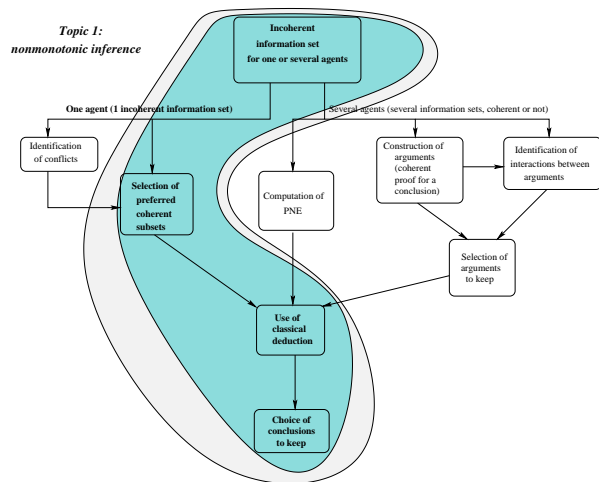 Topic 1:
nonmonotonic inference
Incoherent
information set
for one or several agents
One agent (1 incoherent information set)
Several agents (several information sets, coherent or not)
Identification
of conflicts
Construction of
arguments
(coherent
proof for a
conclusion)
Identification of
interactions between
arguments
Selection of
preferred
coherent
subsets
Computation of
PNE
Selection of
arguments
to keep
Use of
classical
deduction
Choice of
conclusions
to keep